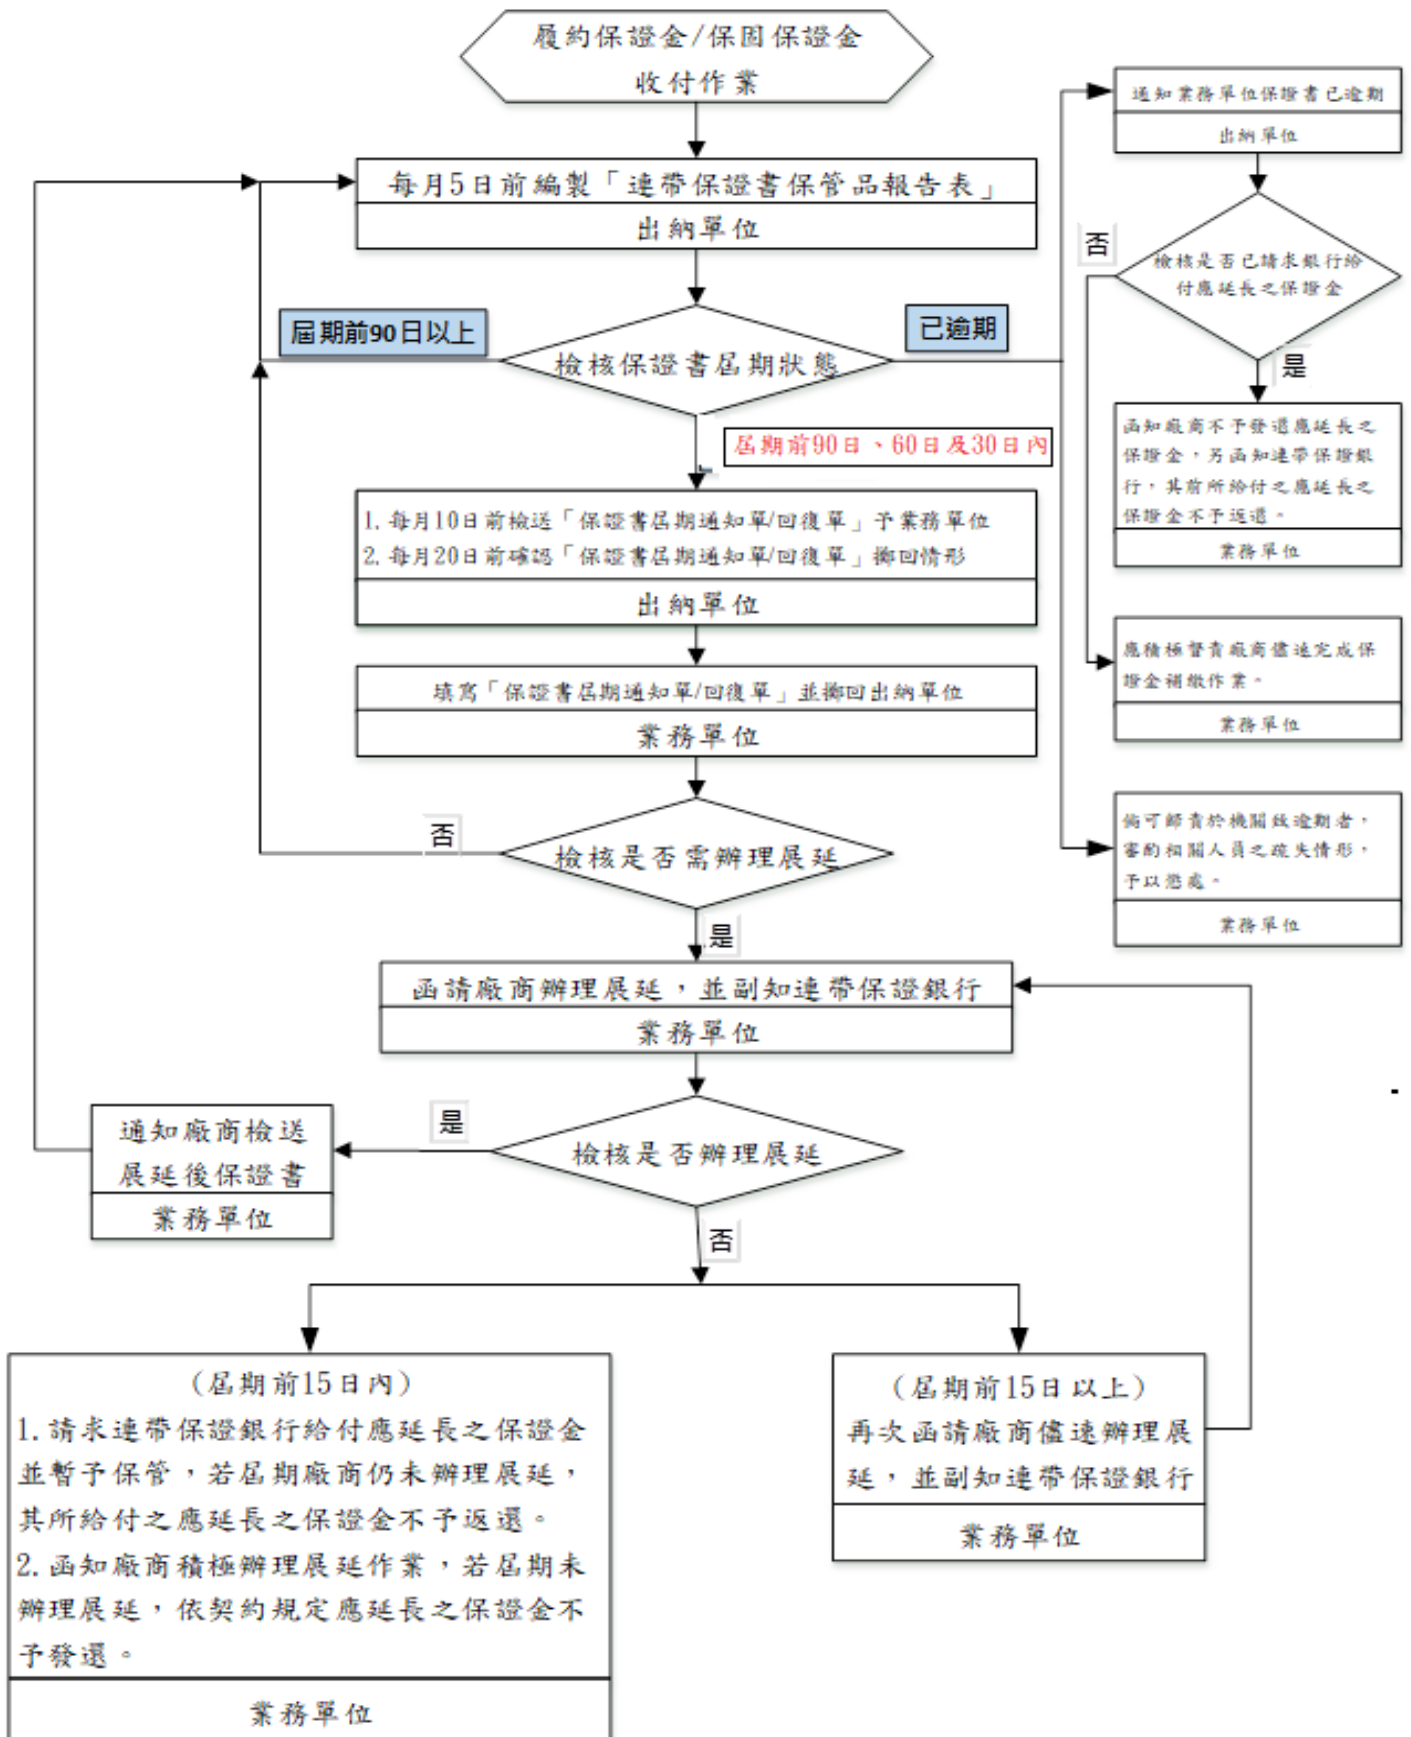 履約保證金/保固保證金
收付作業
每月5日前編製「連帶保證書保管品報告表」
出納單位
屆期前90日以上
檢核保證書屆期狀態
已逾期
屆期前90日、60日及30日內
1.每月10日前檢送「保證書屆期通知單/回復單」予業務單位
2.每月20日前確認「保證書屆期通知單/回復單」擲回情形
出納單位
填寫「保證書屆期通知單/回復單」並擲回出納單位
業務單位
否
檢核是否需辦理展延
是
函請廠商辦理展延，並副知連帶保證銀行
業務單位
是
檢核是否辦理展延
否
通知廠商檢送
展延後保證書
業務單位
（屆期前15日內）
1.請求連帶保證銀行給付應延長之保證金
並暫予保管，若屆期廠商仍未辦理展延，
其所給付之應延長之保證金不予返還。
2.函知廠商積極辦理展延作業，若屆期未
辦理展延，依契約規定應延長之保證金不
予發還。
業務單位
（屆期前15日以上）
再次函請廠商儘速辦理展
延，並副知連帶保證銀行
業務單位
通知業務單位保證書已逾期
出納單位
否
檢核是否已請求銀行給
付應延長之保證金
是
函知廠商不予發還應延長之
保證金，另函知連帶保證銀
行，其前所給付之應延長之
保證金不予返還。
業務單位
應積極督責廠商儘速完成保
證金補繳作業。
業務單位
倘可歸責於機關致逾期者，
審酌相關人員之疏失情形，
予以懲處。
業務單位